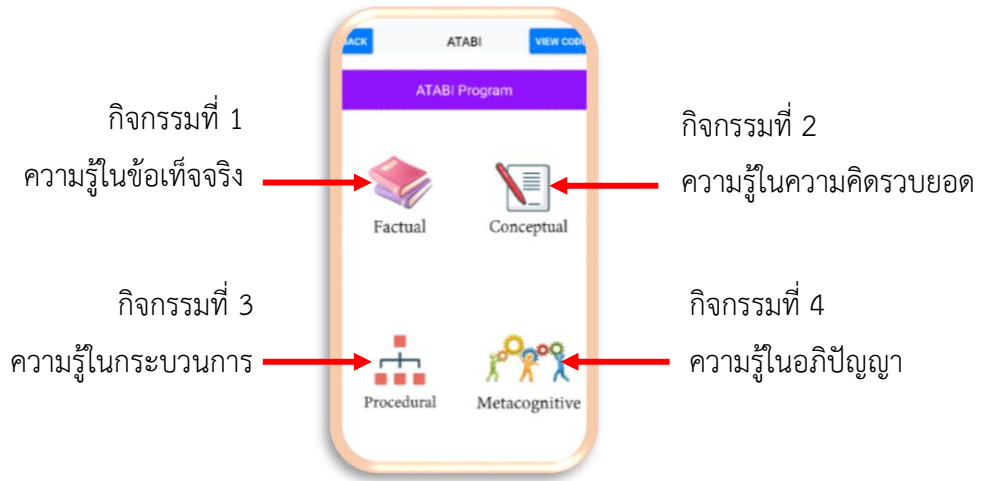 BACK
ATABI
VIEW CODE
ATABI Program
กิจกรรมที่ 1
ความรู้ในข้อเท็จจริง
กิจกรรมที่ 2
ความรู้ในความคิดรวบยอด
Factual
Conceptual
กิจกรรมที่ 3
ความรู้ในกระบวนการ
กิจกรรมที่ 4
ความรู้ในอภิปัญญา
Procedural
Metacognitive